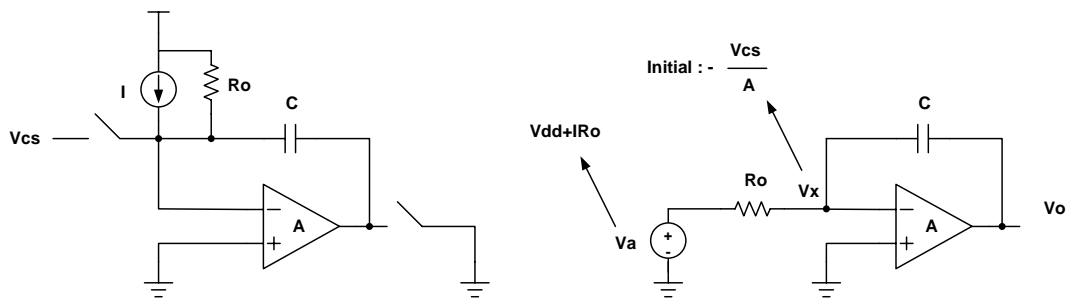 I
Ro
C
Vcs
A
−
+
Initial : -
Vcs
A
Vdd+IRo
C
Ro
Vx
Va
+
-
−
+
A
Vo